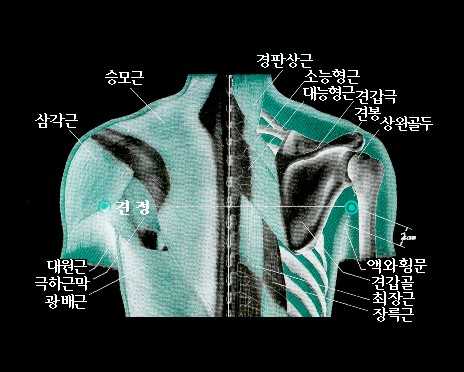 경판상근
승모근
소능형근
대능형근
견갑극
견봉
삼각근
상완골두
견 정
대원근
극하근막
광배근
액와횡문
견갑골
최장근
장륵근